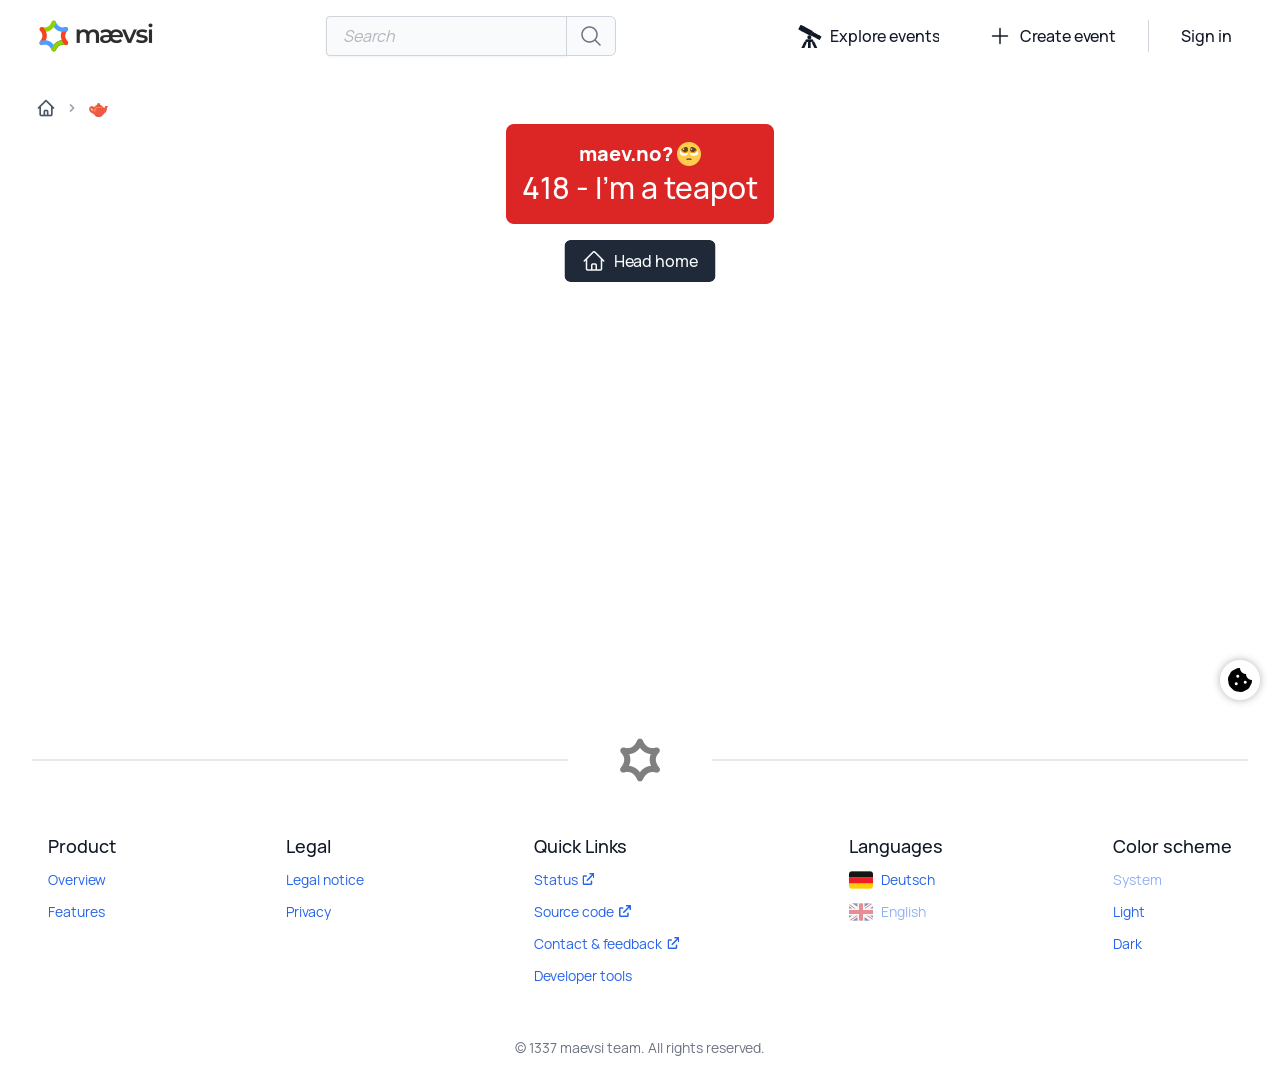 mævsi
Search
Explore events
Create event
Sign in
maev.no? 🥺
418 - I'm a teapot
Head home
Product
Overview
Features
Legal
Legal notice
Privacy
Quick Links
Status
Source code
Contact & feedback
Developer tools
Languages
Deutsch
English
Color scheme
System
Light
Dark
© 1337 maevsi team. All rights reserved.